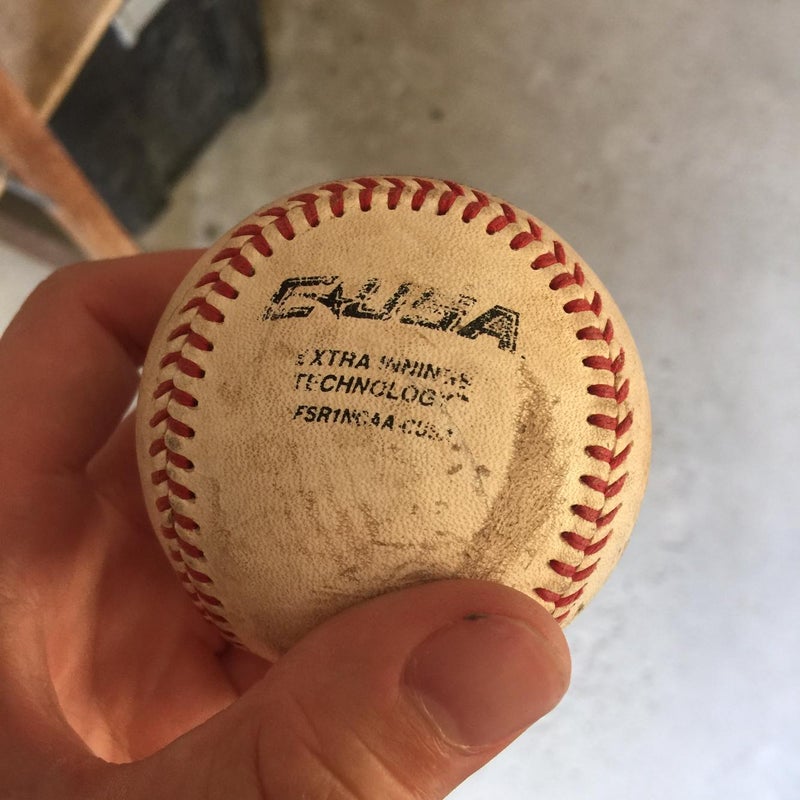 C★USA
EXTRA INNINGS
TECHNOLOGY
FSR1NCAA-CUSA